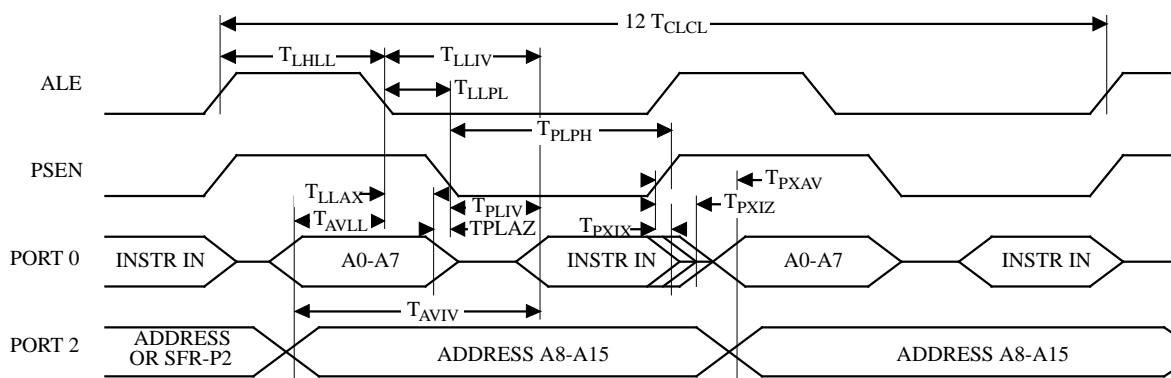 12 TCLCL
TLHLL
TLLIV
ALE
TLLPL
TPLPH
PSEN
TLLAX
TPXAV
TPLIV
TPXIZ
TAVLL
TPLAZ
TPXIX
PORT 0
INSTR IN
A0-A7
INSTR IN
A0-A7
INSTR IN
TAVIV
PORT 2
ADDRESS
OR SFR-P2
ADDRESS A8-A15
ADDRESS A8-A15